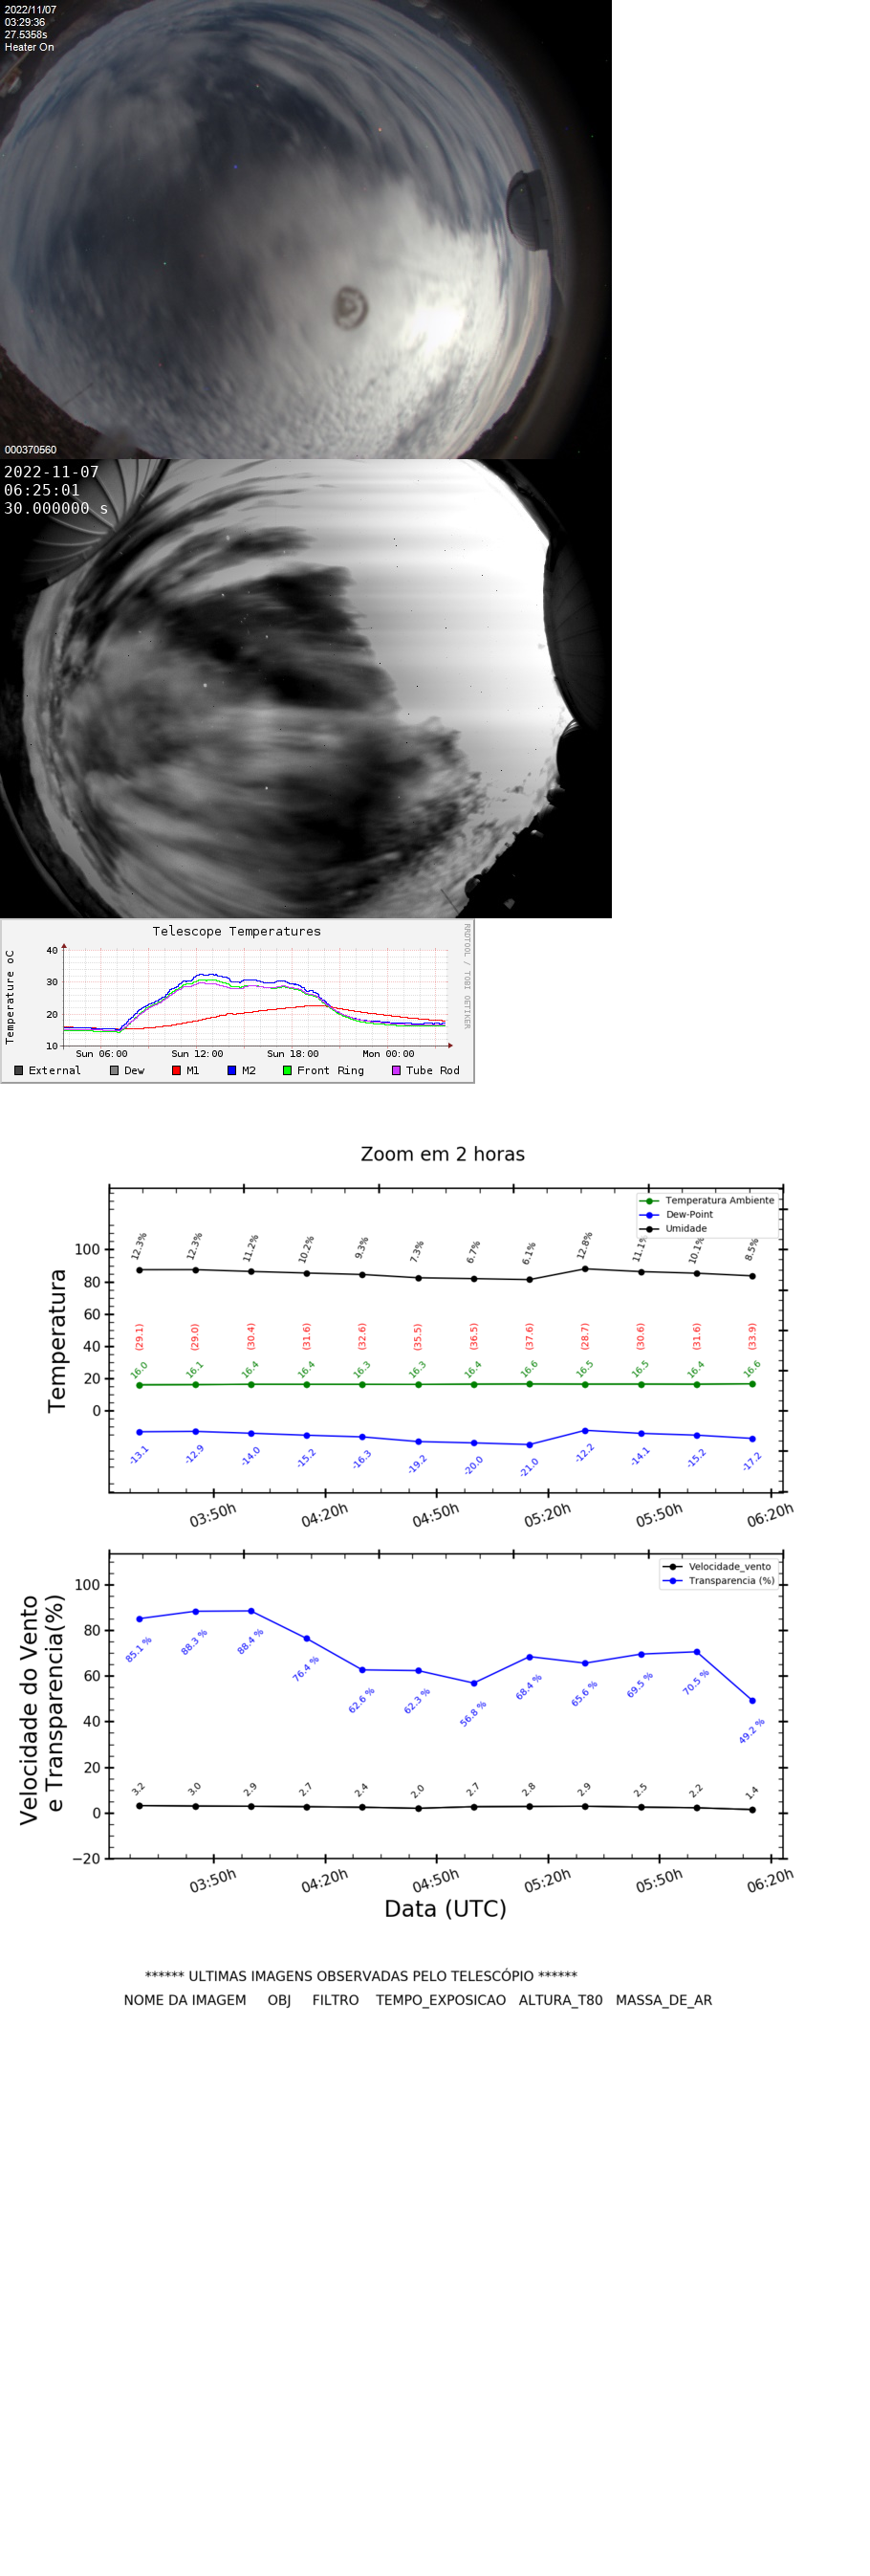 2022/11/07
03:29:36
27.5358s
Heater On
000370560
2022-11-07
06:25:01
30.000000 s
Telescope Temperatures
RRDTOOL / TOBI OETIKER
Temperature oC
40
30
20
10
Sun 06:00 Sun 12:00 Sun 18:00 Mon 00:00
External Dew M1 M2 Front Ring Tube Rod
Zoom em 2 horas
Temperatura Ambiente
Dew-Point
Umidade
Temperatura
100
80
60
40
20
0
12.3% 12.3% 11.2% 10.2% 9.3% 7.3% 6.7% 6.1% 12.8% 11.1% 10.1% 8.5%
(29.1) (29.0) (30.4) (31.6) (32.6) (35.5) (36.5) (37.6) (28.7) (30.6) (31.6) (33.9)
16.0 16.1 16.4 16.4 16.3 16.3 16.4 16.6 16.5 16.5 16.4 16.6
-13.1 -12.9 -14.0 -15.2 -16.3 -19.2 -20.0 -21.0 -12.2 -14.1 -15.2 -17.2
03:50h 04:20h 04:50h 05:20h 05:50h 06:20h
Velocidade_vento
Transparencia (%)
Velocidade do Vento
e Transparencia(%)
100
80
60
40
20
0
−20
85.1 % 88.3 % 88.4 % 76.4 % 62.6 % 62.3 % 56.8 % 68.4 % 65.6 % 69.5 % 70.5 % 49.2 %
3.2 3.0 2.9 2.7 2.4 2.0 2.7 2.8 2.9 2.5 2.2 1.4
03:50h 04:20h 04:50h 05:20h 05:50h 06:20h
Data (UTC)
****** ULTIMAS IMAGENS OBSERVADAS PELO TELESCÓPIO ******
NOME DA IMAGEM OBJ FILTRO TEMPO_EXPOSICAO ALTURA_T80 MASSA_DE_AR